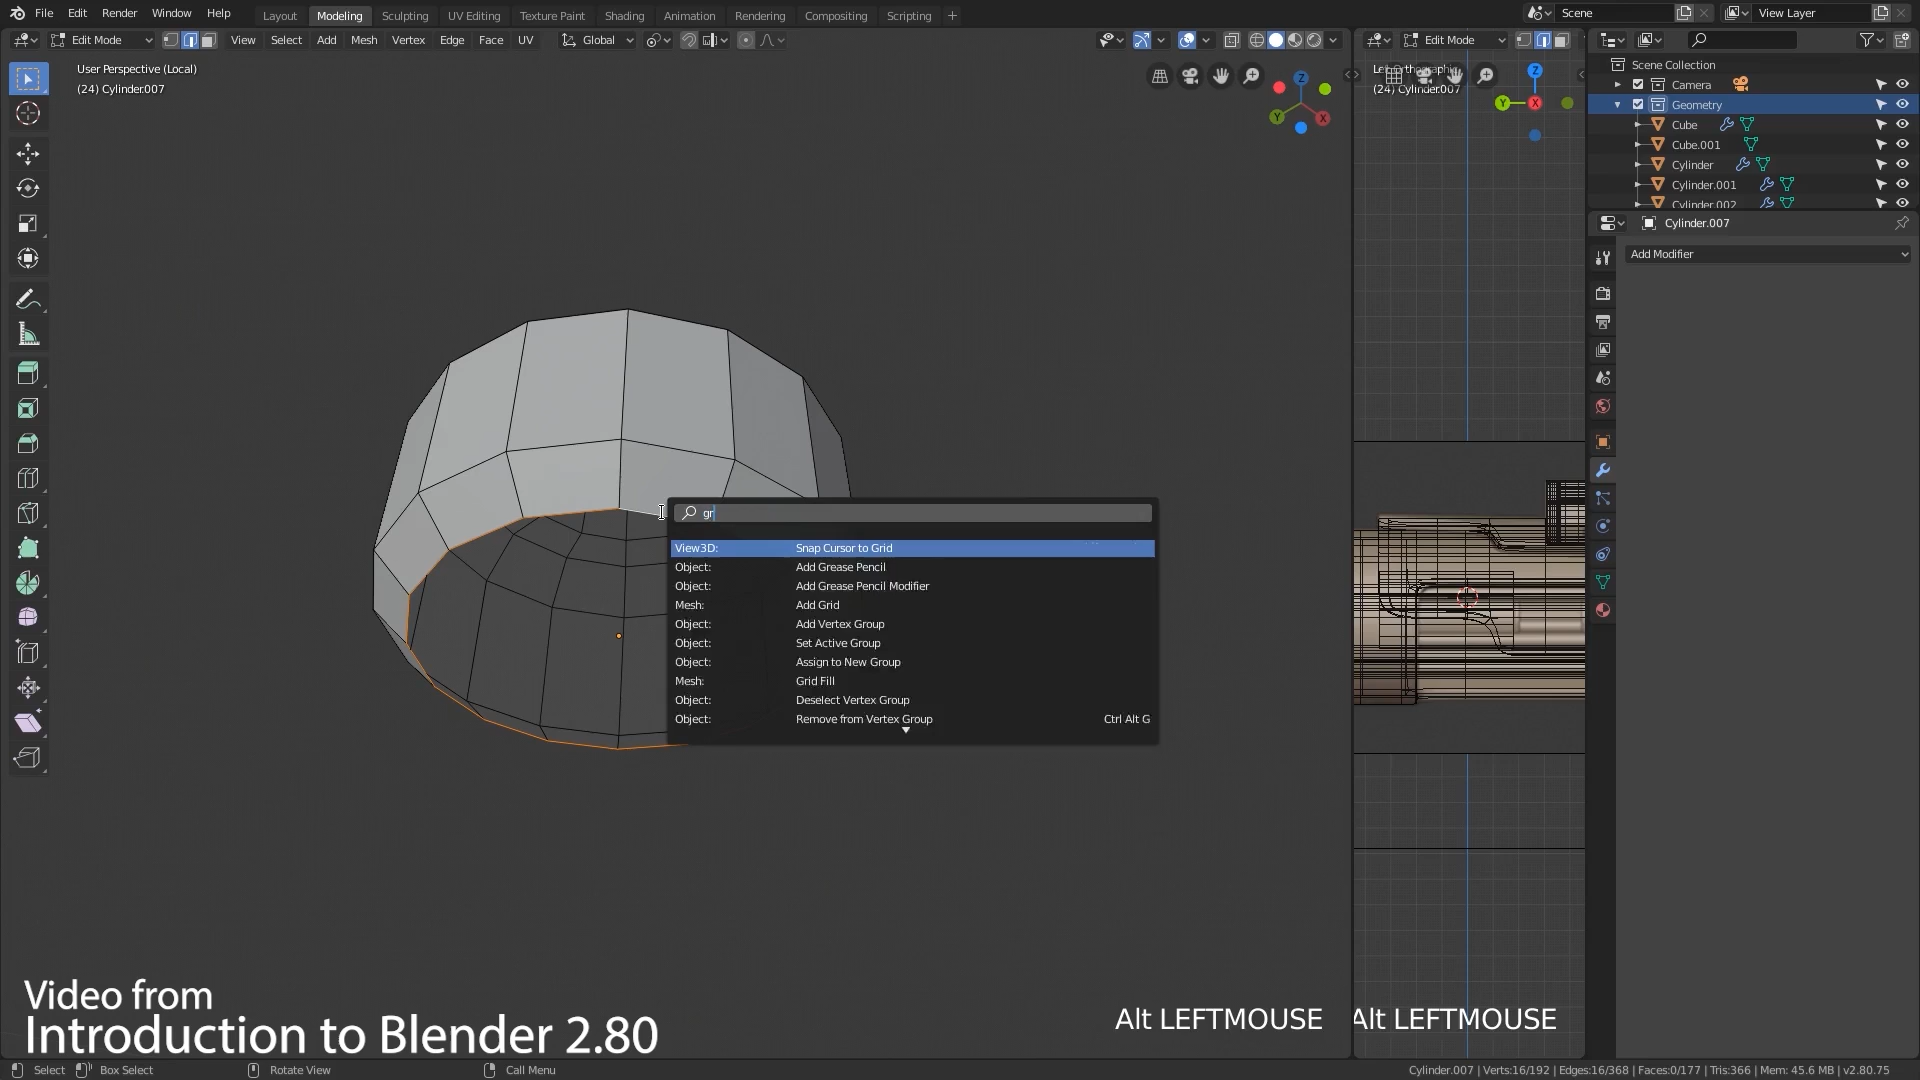 File Edit Render Window Help
Layout Modeling Sculpting UV Editing Texture Paint Shading Animation Rendering Compositing Scripting +
Scene
View Layer
Edit Mode View Select Add Mesh Vertex Edge Face UV Global
Edit Mode
User Perspective (Local)
(24) Cylinder.007
(24) Cylinder.007
Z
Y
X
Z
Y
X
Scene Collection
Camera
Geometry
Cube
Cube.001
Cylinder
Cylinder.001
Cylinder.002
Cylinder.007
Add Modifier
gr
View3D: Snap Cursor to Grid
Object: Add Grease Pencil
Object: Add Grease Pencil Modifier
Mesh: Add Grid
Object: Add Vertex Group
Object: Set Active Group
Object: Assign to New Group
Mesh: Grid Fill
Object: Deselect Vertex Group
Object: Remove from Vertex Group Ctrl Alt G
Video from
Introduction to Blender 2.80
Alt LEFTMOUSE
Alt LEFTMOUSE
Select Box Select Rotate View Call Menu
Cylinder.007 | Verts:16/192 | Edges:16/368 | Faces:0/177 | Tris:366 | Mem: 45.6 MB | v2.80.75